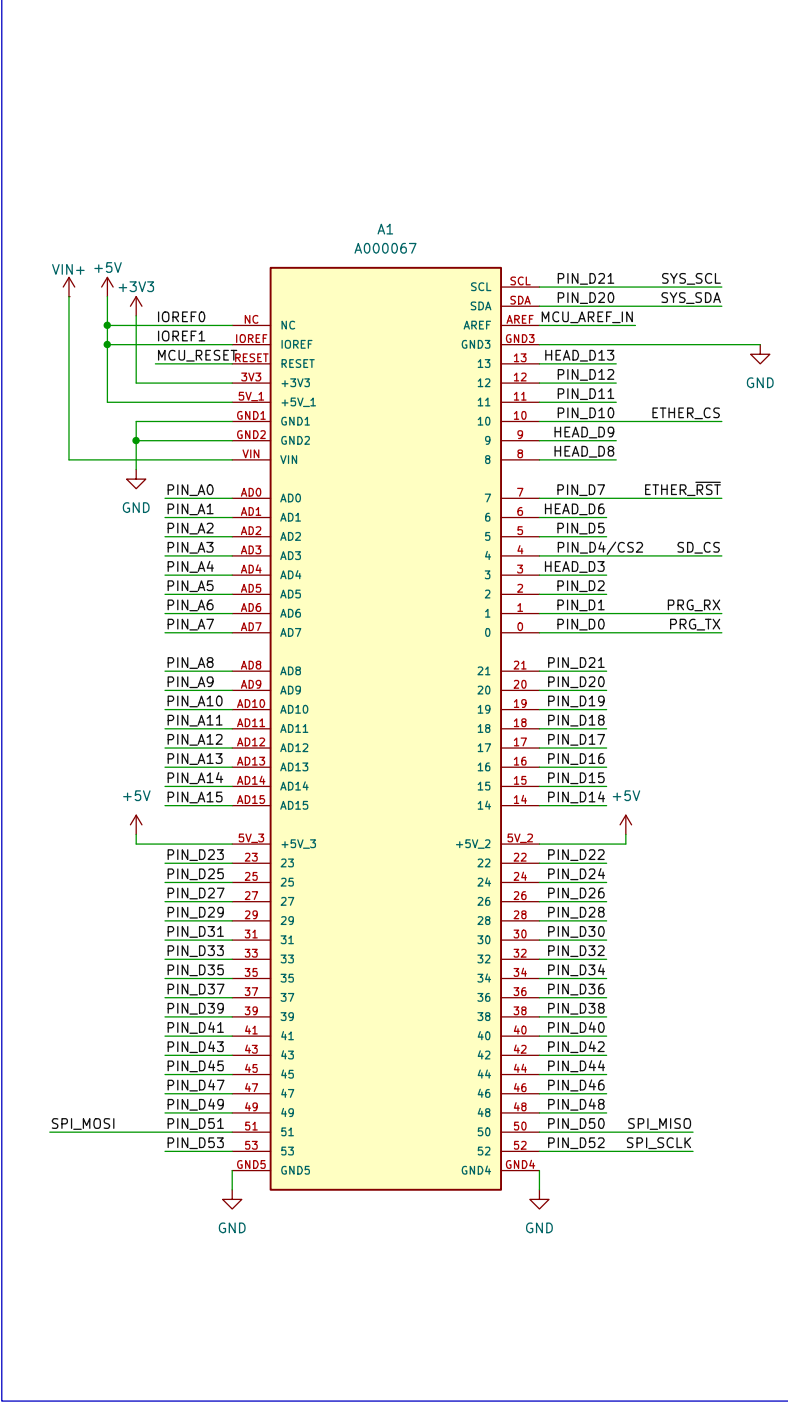 A1
A000067
VIN+ +5V
+3V3
IOREF0 NC NC
IOREF1 IOREF IOREF
MCU_RESET RESET RESET
3V3 +3V3
5V_1 +5V_1
GND1 GND1
GND2 GND2
VIN VIN
GND
PIN_A0 AD0 AD0
PIN_A1 AD1 AD1
PIN_A2 AD2 AD2
PIN_A3 AD3 AD3
PIN_A4 AD4 AD4
PIN_A5 AD5 AD5
PIN_A6 AD6 AD6
PIN_A7 AD7 AD7
PIN_A8 AD8 AD8
PIN_A9 AD9 AD9
PIN_A10 AD10 AD10
PIN_A11 AD11 AD11
PIN_A12 AD12 AD12
PIN_A13 AD13 AD13
PIN_A14 AD14 AD14
PIN_A15 AD15 AD15
+5V
5V_3 +5V_3
PIN_D23 23 23
PIN_D25 25 25
PIN_D27 27 27
PIN_D29 29 29
PIN_D31 31 31
PIN_D33 33 33
PIN_D35 35 35
PIN_D37 37 37
PIN_D39 39 39
PIN_D41 41 41
PIN_D43 43 43
PIN_D45 45 45
PIN_D47 47 47
PIN_D49 49 49
SPI_MOSI PIN_D51 51 51
PIN_D53 53 53
GND5 GND5
GND
SCL SCL PIN_D21 SYS_SCL
SDA SDA PIN_D20 SYS_SDA
AREF AREF MCU_AREF_IN
GND3 GND3
GND
13 13 HEAD_D13
12 12 PIN_D12
11 11 PIN_D11
10 10 PIN_D10 ETHER_CS
9 9 HEAD_D9
8 8 HEAD_D8
7 7 PIN_D7 ETHER_RST
6 6 HEAD_D6
5 5 PIN_D5
4 4 PIN_D4/CS2 SD_CS
3 3 HEAD_D3
2 2 PIN_D2
1 1 PIN_D1 PRG_RX
0 0 PIN_D0 PRG_TX
21 21 PIN_D21
20 20 PIN_D20
19 19 PIN_D19
18 18 PIN_D18
17 17 PIN_D17
16 16 PIN_D16
15 15 PIN_D15
14 14 PIN_D14
+5V
+5V_2 5V_2
22 22 PIN_D22
24 24 PIN_D24
26 26 PIN_D26
28 28 PIN_D28
30 30 PIN_D30
32 32 PIN_D32
34 34 PIN_D34
36 36 PIN_D36
38 38 PIN_D38
40 40 PIN_D40
42 42 PIN_D42
44 44 PIN_D44
46 46 PIN_D46
48 48 PIN_D48
50 50 PIN_D50 SPI_MISO
52 52 PIN_D52 SPI_SCLK
GND4 GND4
GND